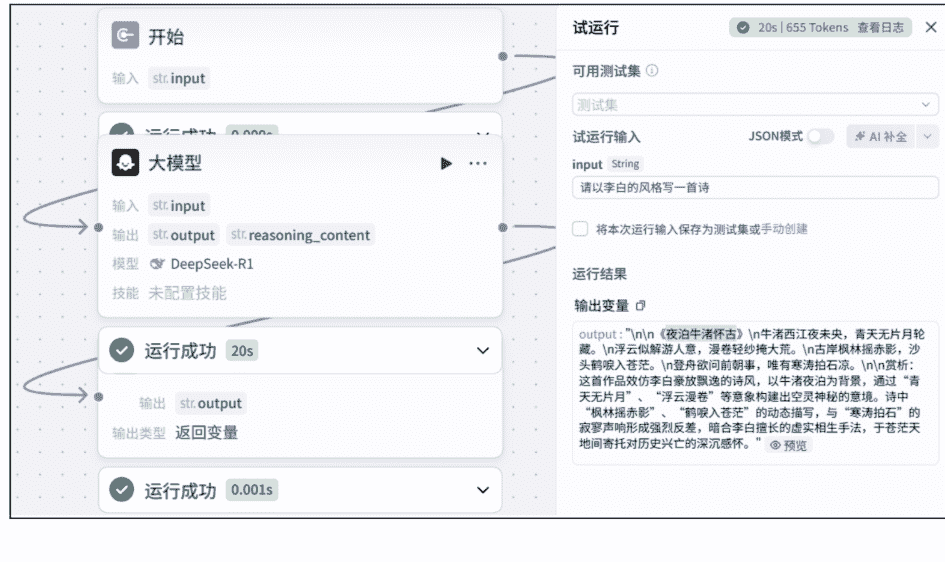 开始
输入 str.input
运行成功 0.000s
大模型
输入 str.input
输出 str.output str.reasoning_content
模型 DeepSeek-R1
技能 未配置技能
运行成功 20s
输出 str.output
输出类型 返回变量
运行成功 0.001s
试运行 20s | 655 Tokens 查看日志
可用测试集
测试集
试运行输入 JSON模式 AI 补全
input String
请以李白的风格写一首诗
将本次运行输入保存为测试集或手动创建
运行结果
输出变量
output : "\n\n《夜泊牛渚怀古》\n牛渚西江夜未央，青天无片月轮
藏。\n浮云似解游人意，漫卷轻纱掩大荒。\n古岸枫林摇赤影，沙
头鹤唳入苍茫。\n登舟欲问前朝事，唯有寒涛拍石凉。\n\n赏析：
这首作品效仿李白豪放飘逸的诗风，以牛渚夜泊为背景，通过“青
天无片月”、“浮云漫卷”等意象构建出空灵神秘的意境。诗中
“枫林摇赤影”、“鹤唳入苍茫”的动态描写，与“寒涛拍石”的
寂寥声响形成强烈反差，暗合李白擅长的虚实相生手法，于苍茫天
地间寄托对历史兴亡的深沉感怀。" 预览